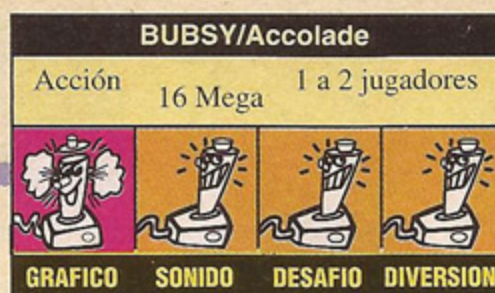 BUBSY/Accolade
Acción 16 Mega 1 a 2 jugadores
GRAFICO SONIDO DESAFIO DIVERSION